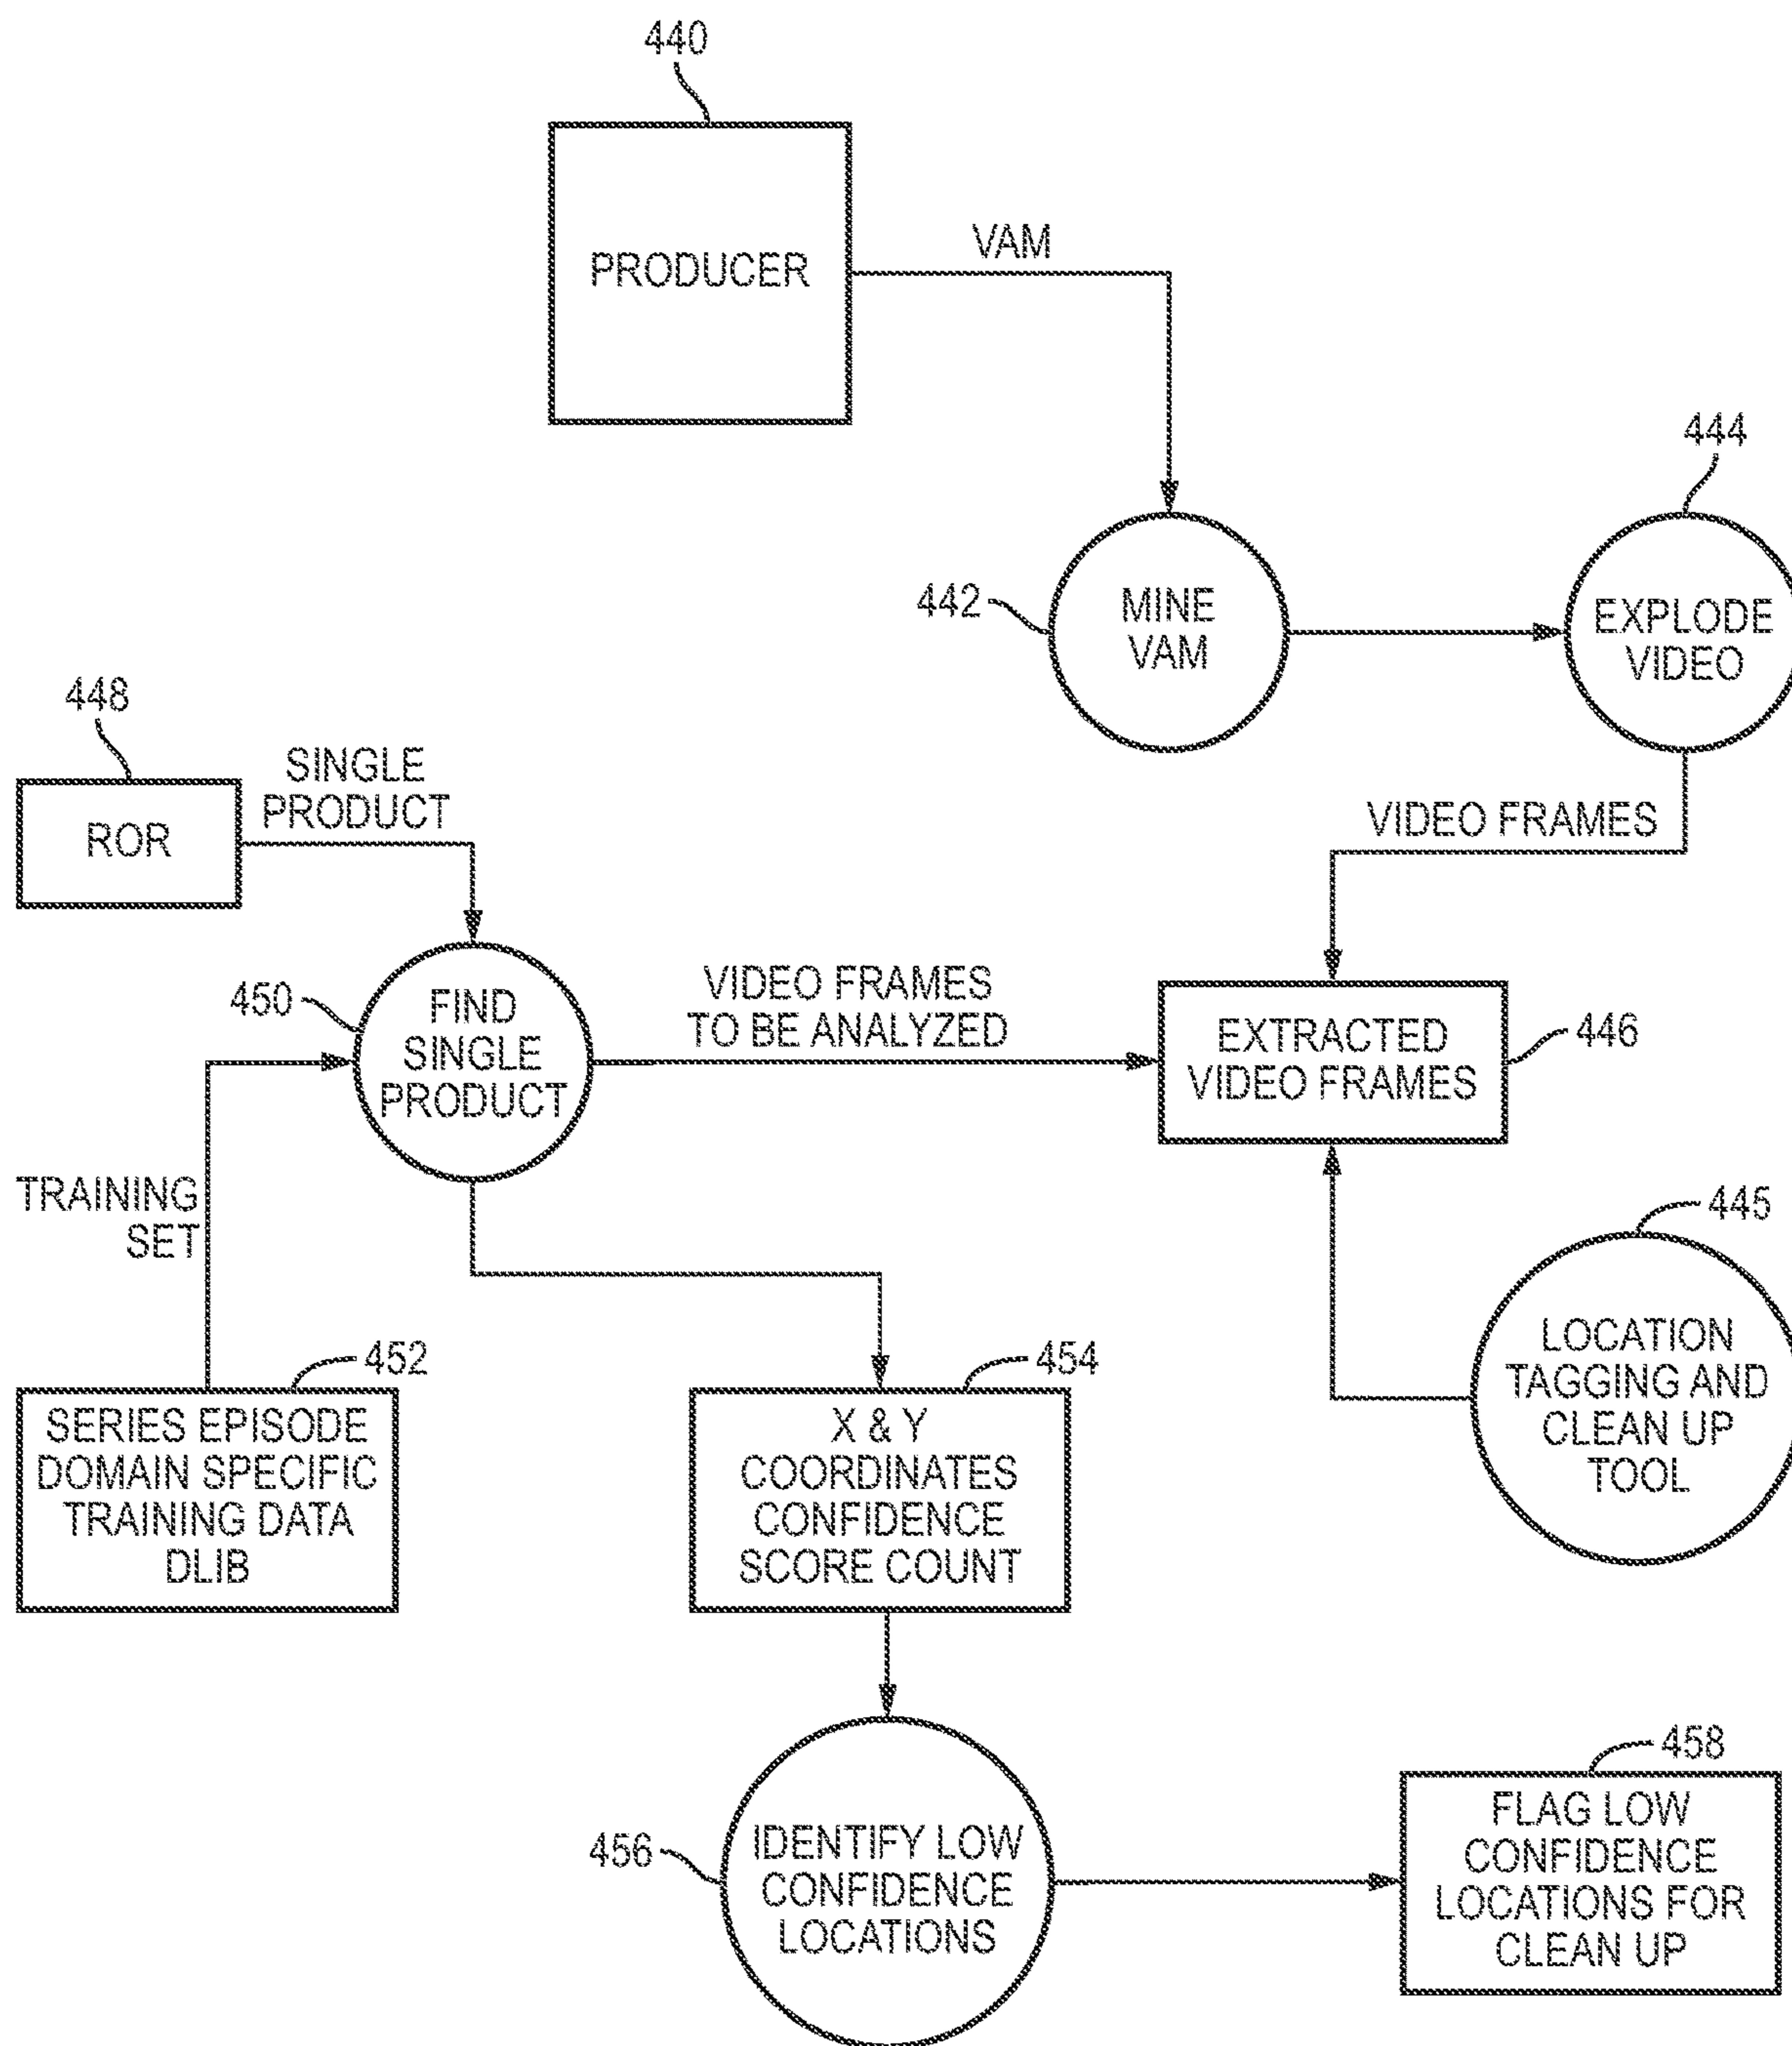 440
PRODUCER
VAM
444
442
MINE
VAM
EXPLODE
VIDEO
448
SINGLE
PRODUCT
ROR
VIDEO FRAMES
450
FIND
SINGLE
PRODUCT
VIDEO FRAMES
TO BE ANALYZED
EXTRACTED
VIDEO FRAMES
446
TRAINING
SET
445
LOCATION
TAGGING AND
CLEAN UP
TOOL
452
SERIES EPISODE
DOMAIN SPECIFIC
TRAINING DATA
DLIB
454
X & Y
COORDINATES
CONFIDENCE
SCORE COUNT
456
IDENTIFY LOW
CONFIDENCE
LOCATIONS
458
FLAG LOW
CONFIDENCE
LOCATIONS FOR
CLEAN UP